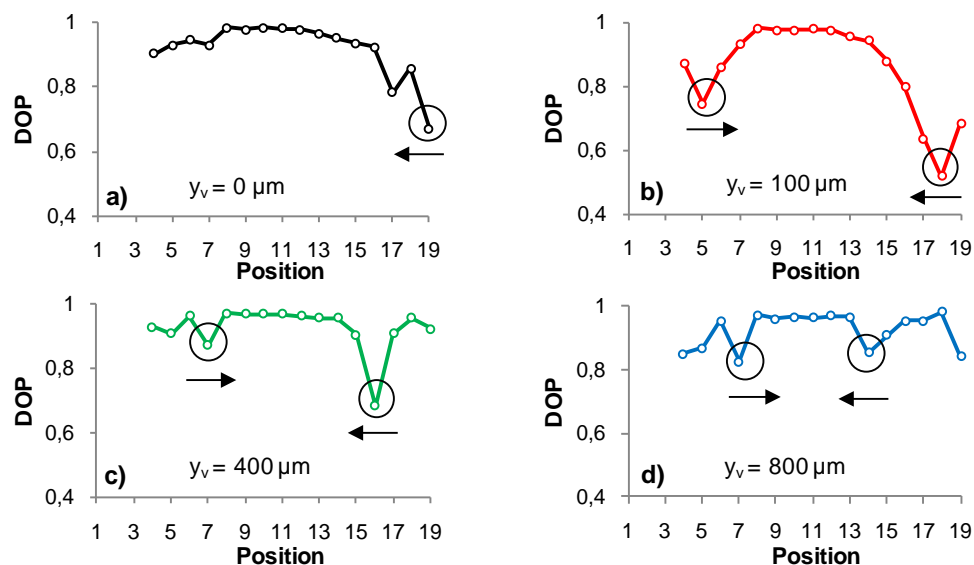 1
0,8
0,6
0,4
DOP
a)
yv = 0 µm
1 3 5 7 9 11 13 15 17 19
Position
1
0,8
0,6
0,4
DOP
b)
yv = 100 µm
1 3 5 7 9 11 13 15 17 19
Position
1
0,8
0,6
0,4
DOP
c)
yv = 400 µm
1 3 5 7 9 11 13 15 17 19
Position
1
0,8
0,6
0,4
DOP
d)
yv = 800 µm
1 3 5 7 9 11 13 15 17 19
Position